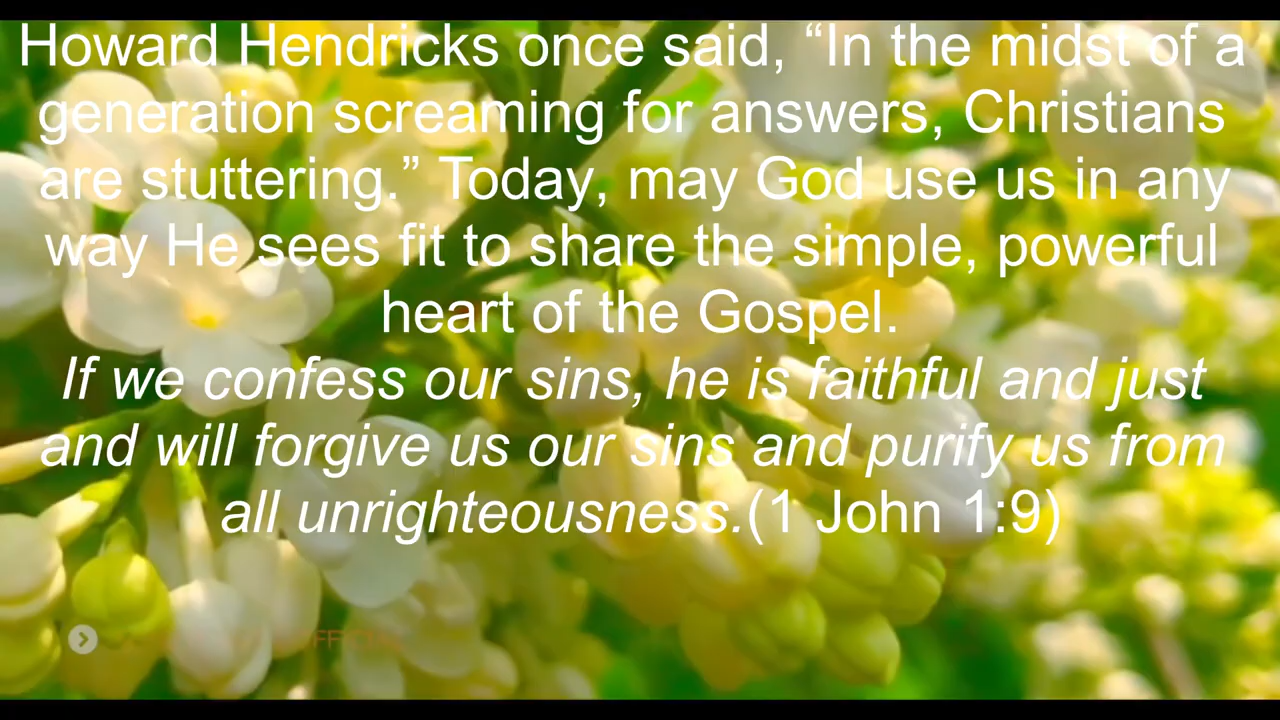 Howard Hendricks once said, “In the midst of a
generation screaming for answers, Christians
are stuttering.” Today, may God use us in any
way He sees fit to share the simple, powerful
heart of the Gospel.
If we confess our sins, he is faithful and just
and will forgive us our sins and purify us from
all unrighteousness.(1 John 1:9)
OFFICIAL